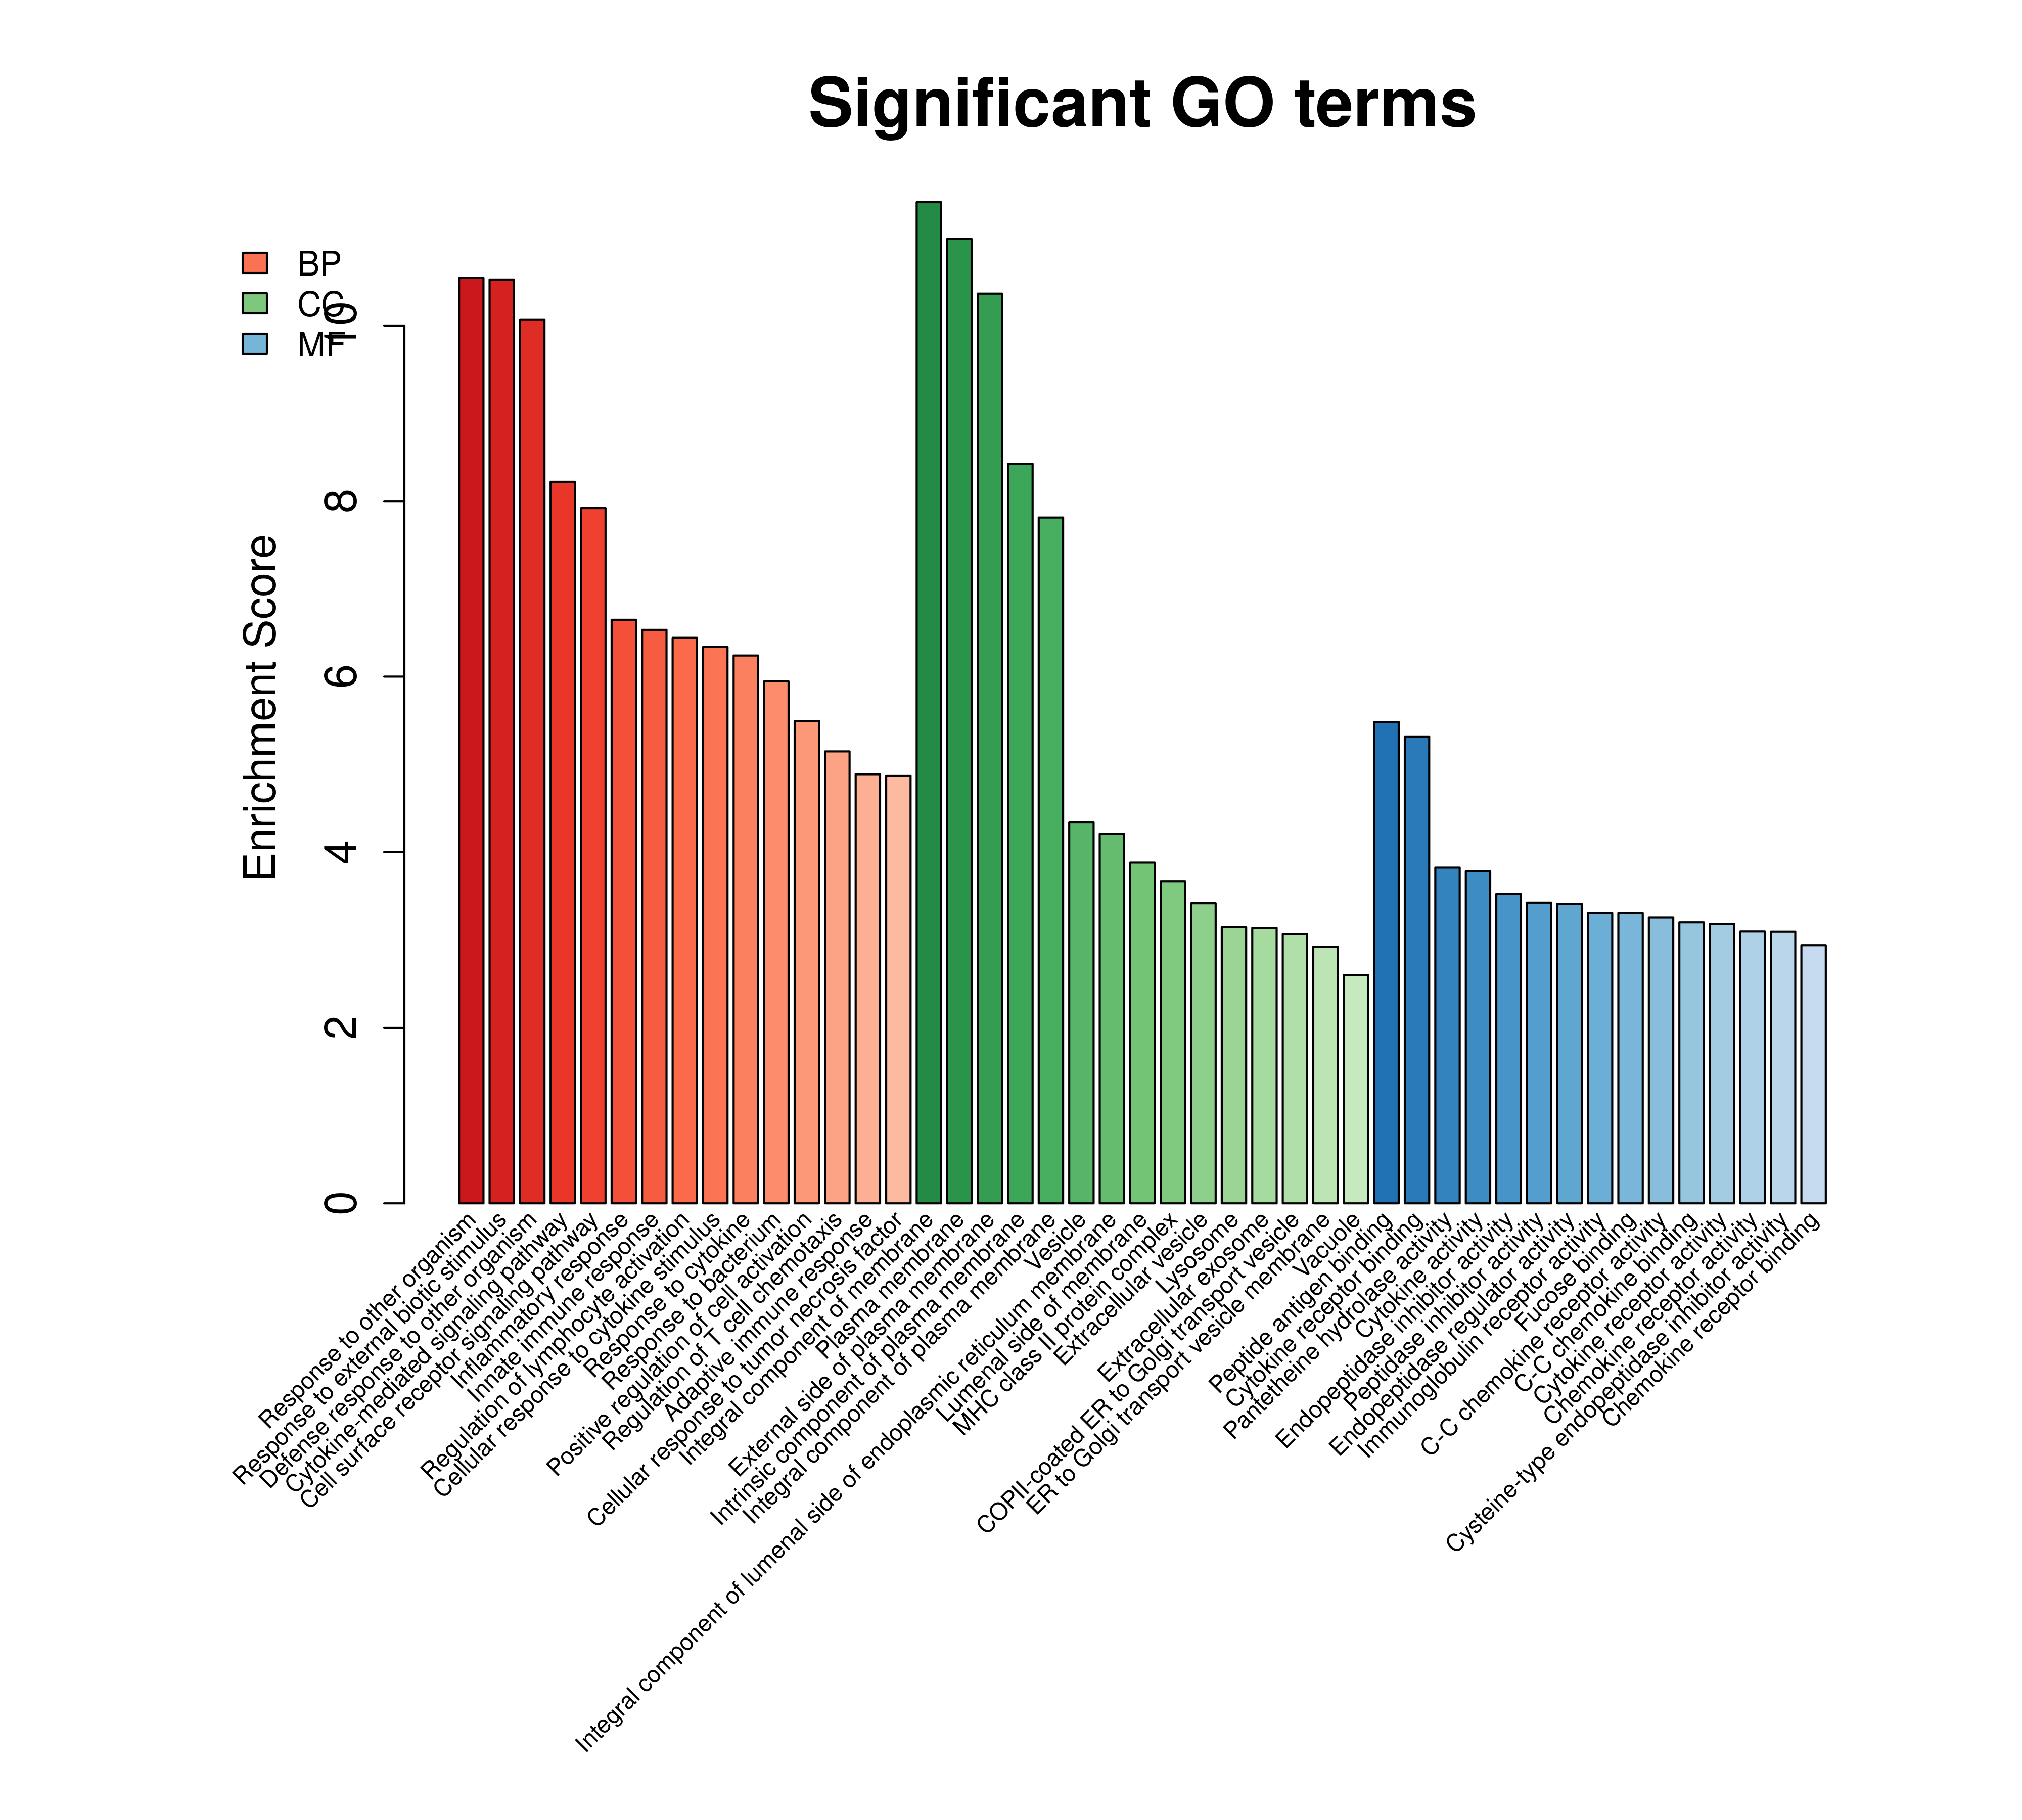 Significant GO terms
BP
CC
MF
Enrichment Score
10
8
6
4
2
0
Response to other organism
Response to external biotic stimulus
Defense response to other organism
Cytokine-mediated signaling pathway
Cell surface receptor signaling pathway
Inflammatory response
Innate immune response
Regulation of lymphocyte activation
Cellular response to cytokine stimulus
Response to cytokine
Response to bacterium
Positive regulation of cell activation
Regulation of T cell chemotaxis
Adaptive immune response
Cellular response to tumor necrosis factor
Integral component of membrane
Plasma membrane
External side of plasma membrane
Intrinsic component of plasma membrane
Integral component of plasma membrane
Vesicle
Integral component of lumenal side of endoplasmic reticulum membrane
Lumenal side of membrane
MHC class II protein complex
Extracellular vesicle
Lysosome
Extracellular exosome
COPII-coated ER to Golgi transport vesicle
ER to Golgi transport vesicle membrane
Vacuole
Peptide antigen binding
Cytokine receptor binding
Pantetheine hydrolase activity
Cytokine activity
Endopeptidase inhibitor activity
Peptidase inhibitor activity
Endopeptidase regulator activity
Immunoglobulin receptor activity
Fucose binding
C-C chemokine receptor activity
C-C chemokine binding
Cytokine receptor activity
Chemokine receptor activity
Cysteine-type endopeptidase inhibitor activity
Chemokine receptor binding